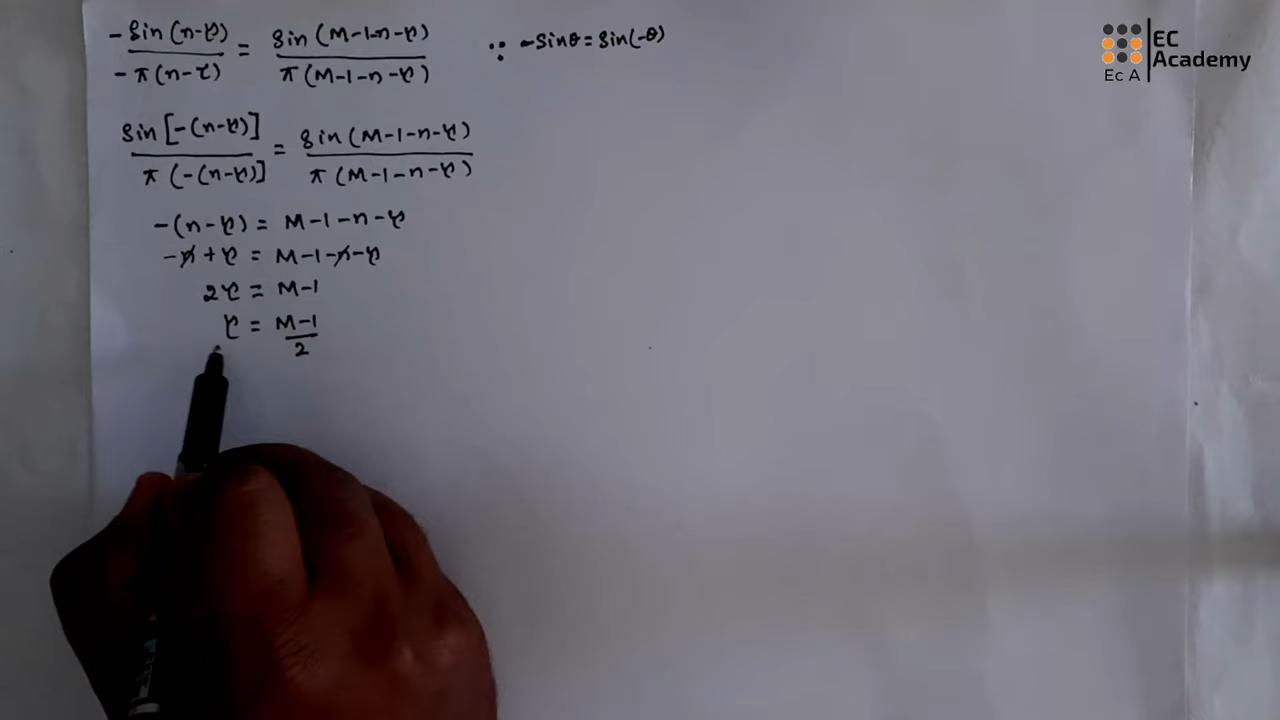 -sin(n-τ)/-π(n-τ) = sin(M-1-n-τ)/π(M-1-n-τ) ∵ -sinθ = sin(-θ)
sin[-(n-τ)]/π(-(n-τ)] = sin(M-1-n-τ)/π(M-1-n-τ)
-(n-τ) = M-1-n-τ
-n+τ = M-1-n-τ
2τ = M-1
τ = M-1/2
EC Academy
Ec A